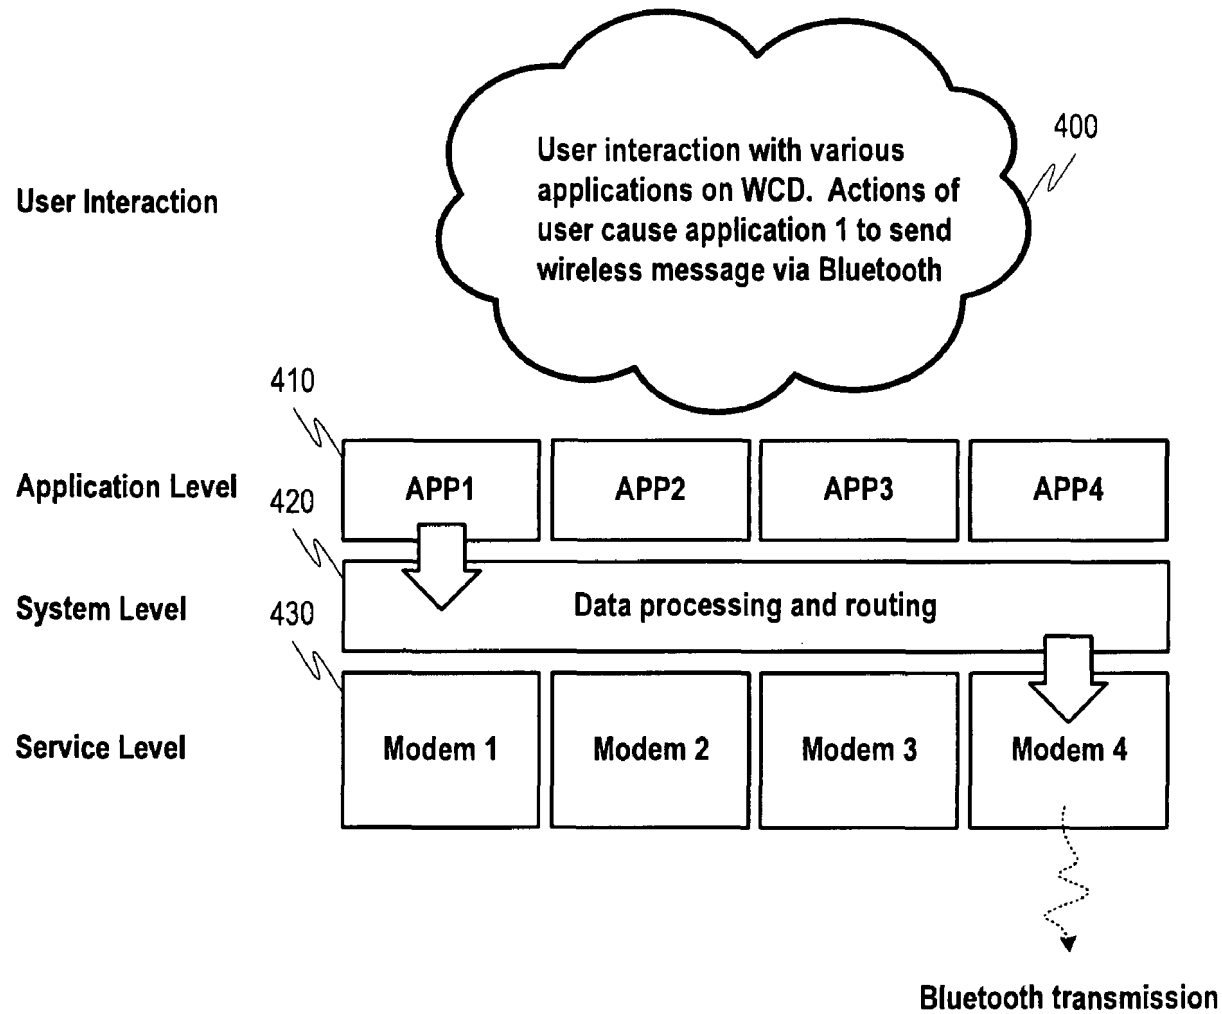 User interaction with various
applications on WCD. Actions of
user cause application 1 to send
wireless message via Bluetooth
400
User Interaction
410
Application Level
APP1
APP2
APP3
APP4
420
System Level
Data processing and routing
430
Service Level
Modem 1
Modem 2
Modem 3
Modem 4
Bluetooth transmission